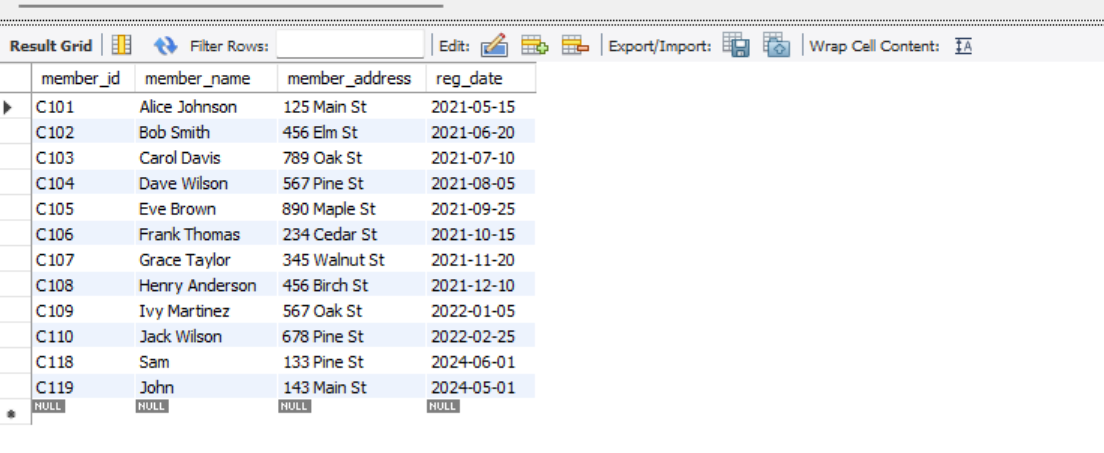 Result Grid Filter Rows: Edit: Export/Import: Wrap Cell Content: IA
member_id member_name member_address reg_date
C101 Alice Johnson 125 Main St 2021-05-15
C102 Bob Smith 456 Elm St 2021-06-20
C103 Carol Davis 789 Oak St 2021-07-10
C104 Dave Wilson 567 Pine St 2021-08-05
C105 Eve Brown 890 Maple St 2021-09-25
C106 Frank Thomas 234 Cedar St 2021-10-15
C107 Grace Taylor 345 Walnut St 2021-11-20
C108 Henry Anderson 456 Birch St 2021-12-10
C109 Ivy Martinez 567 Oak St 2022-01-05
C110 Jack Wilson 678 Pine St 2022-02-25
C118 Sam 133 Pine St 2024-06-01
C119 John 143 Main St 2024-05-01
NULL NULL NULL NULL